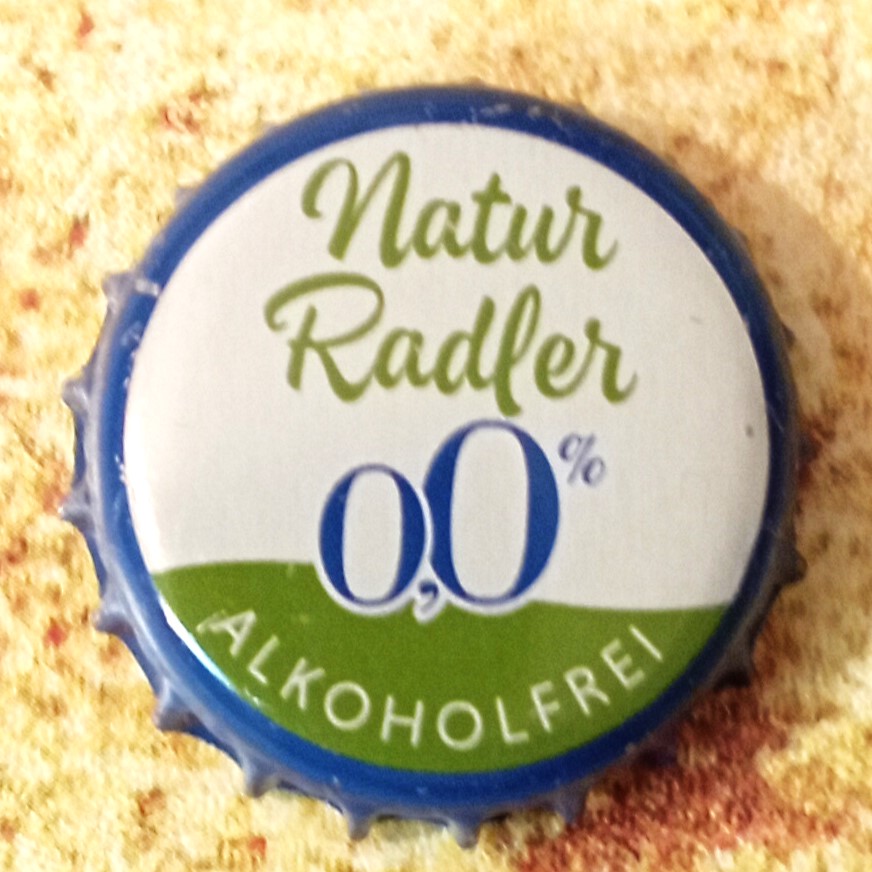 Natur
Radler
0,0%
ALKOHOLFREI